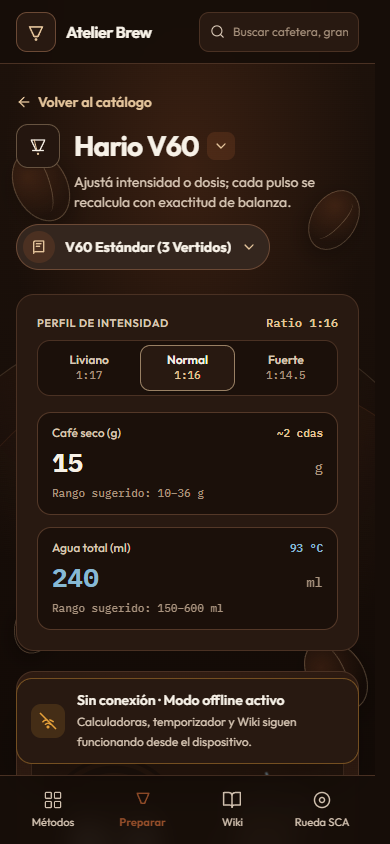 Atelier Brew
Buscar cafetera, gran
Volver al catálogo
Hario V60
Ajustá intensidad o dosis; cada pulso se
recalcula con exactitud de balanza.
V60 Estándar (3 Vertidos)
PERFIL DE INTENSIDAD
Ratio 1:16
Liviano
1:17
Normal
1:16
Fuerte
1:14.5
Café seco (g)
~2 cdas
15
g
Rango sugerido: 10–36 g
Agua total (ml)
93 °C
240
ml
Rango sugerido: 150–600 ml
Sin conexión · Modo offline activo
Calculadoras, temporizador y Wiki siguen
funcionando desde el dispositivo.
Métodos
Preparar
Wiki
Rueda SCA